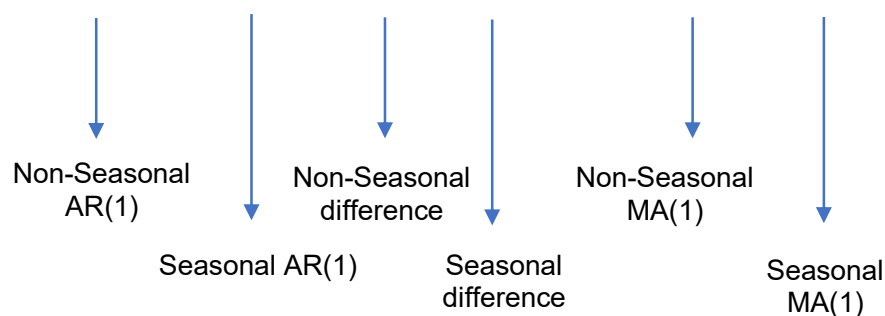 Non-Seasonal
AR(1)
Seasonal AR(1)
Non-Seasonal
difference
Seasonal
difference
Non-Seasonal
MA(1)
Seasonal
MA(1)